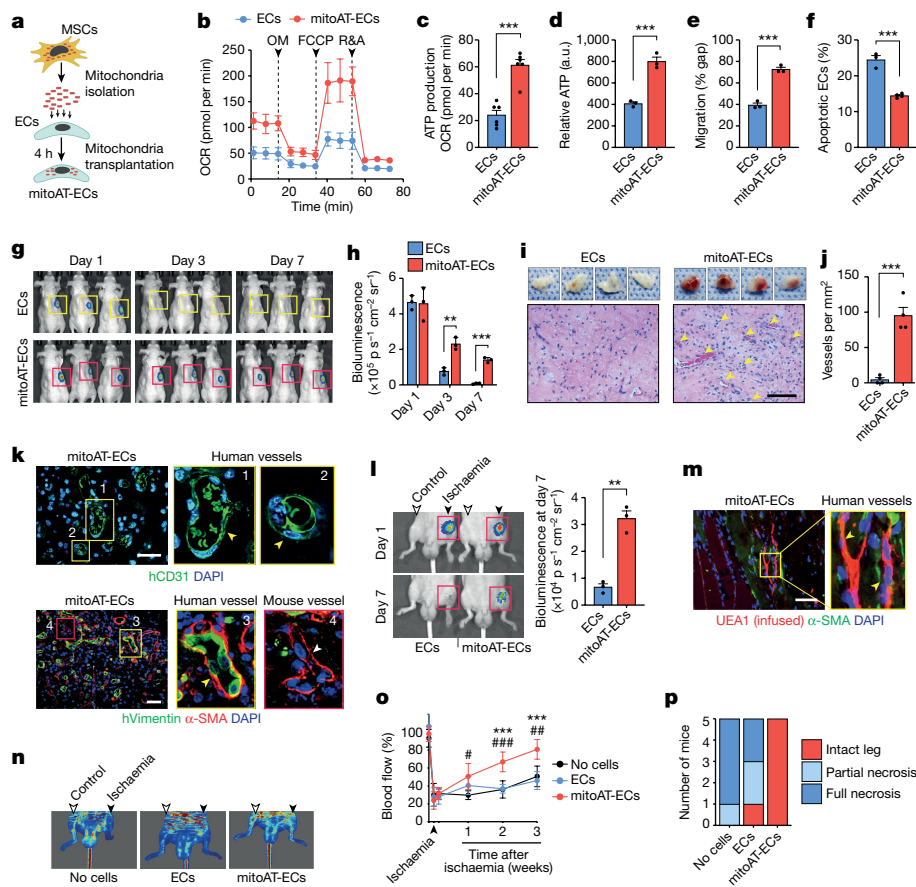 a
MSCs
Mitochondria
isolation
ECs
4 h
Mitochondria
transplantation
mitoAT-ECs
b
ECs
mitoAT-ECs
OM
FCCP
R&A
OCR (pmol per min)
250
200
150
100
50
0
0
20
40
60
80
Time (min)
c
***
ATP production
OCR (pmol per min)
80
60
40
20
0
ECs
mitoAT-ECs
d
***
Relative ATP (a.u.)
1,000
800
600
400
200
0
ECs
mitoAT-ECs
e
***
Migration (% gap)
100
80
60
40
20
0
ECs
mitoAT-ECs
f
***
Apoptotic ECs (%)
30
20
10
0
ECs
mitoAT-ECs
g
Day 1
Day 3
Day 7
ECs
mitoAT-ECs
h
ECs
mitoAT-ECs
Bioluminescence
(×10⁵ p s⁻¹ cm⁻² sr⁻¹)
8
6
4
2
0
**
***
Day 1
Day 3
Day 7
i
ECs
mitoAT-ECs
j
***
Vessels per mm²
150
100
50
0
ECs
mitoAT-ECs
k
mitoAT-ECs
Human vessels
1
2
1
2
hCD31 DAPI
mitoAT-ECs
Human vessel
Mouse vessel
4
3
3
4
hVimentin α-SMA DAPI
l
Control
Ischaemia
Day 1
Day 7
ECs
mitoAT-ECs
Bioluminescence at day 7
(×10⁴ p s⁻¹ cm⁻² sr⁻¹)
4
3
2
1
0
**
ECs
mitoAT-ECs
m
mitoAT-ECs
Human vessels
UEA1 (infused) α-SMA DAPI
n
Control
Ischaemia
No cells
ECs
mitoAT-ECs
o
Blood flow (%)
100
80
60
40
20
0
#
***
###
***
##
No cells
ECs
mitoAT-ECs
Ischaemia
1
2
3
Time after
ischaemia (weeks)
p
Number of mice
5
4
3
2
1
0
No cells
ECs
mitoAT-ECs
Intact leg
Partial necrosis
Full necrosis